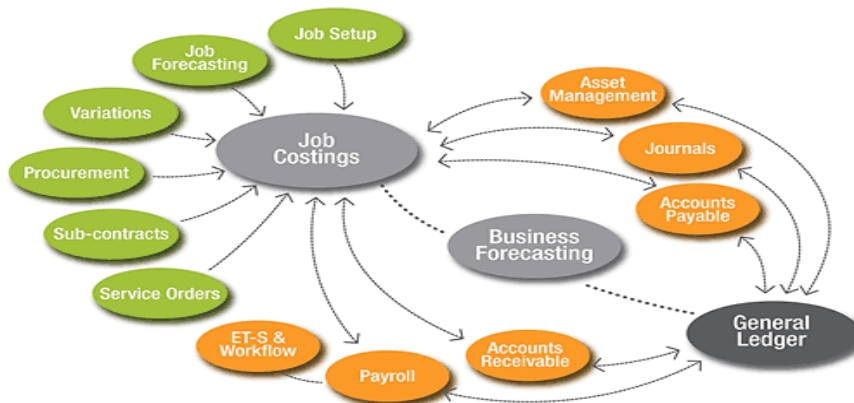 Job Setup
Job
Forecasting
Variations
Procurement
Sub-contracts
Service Orders
Job
Costings
Asset
Management
Journals
Accounts
Payable
Business
Forecasting
General
Ledger
ET-S &
Workflow
Payroll
Accounts
Receivable